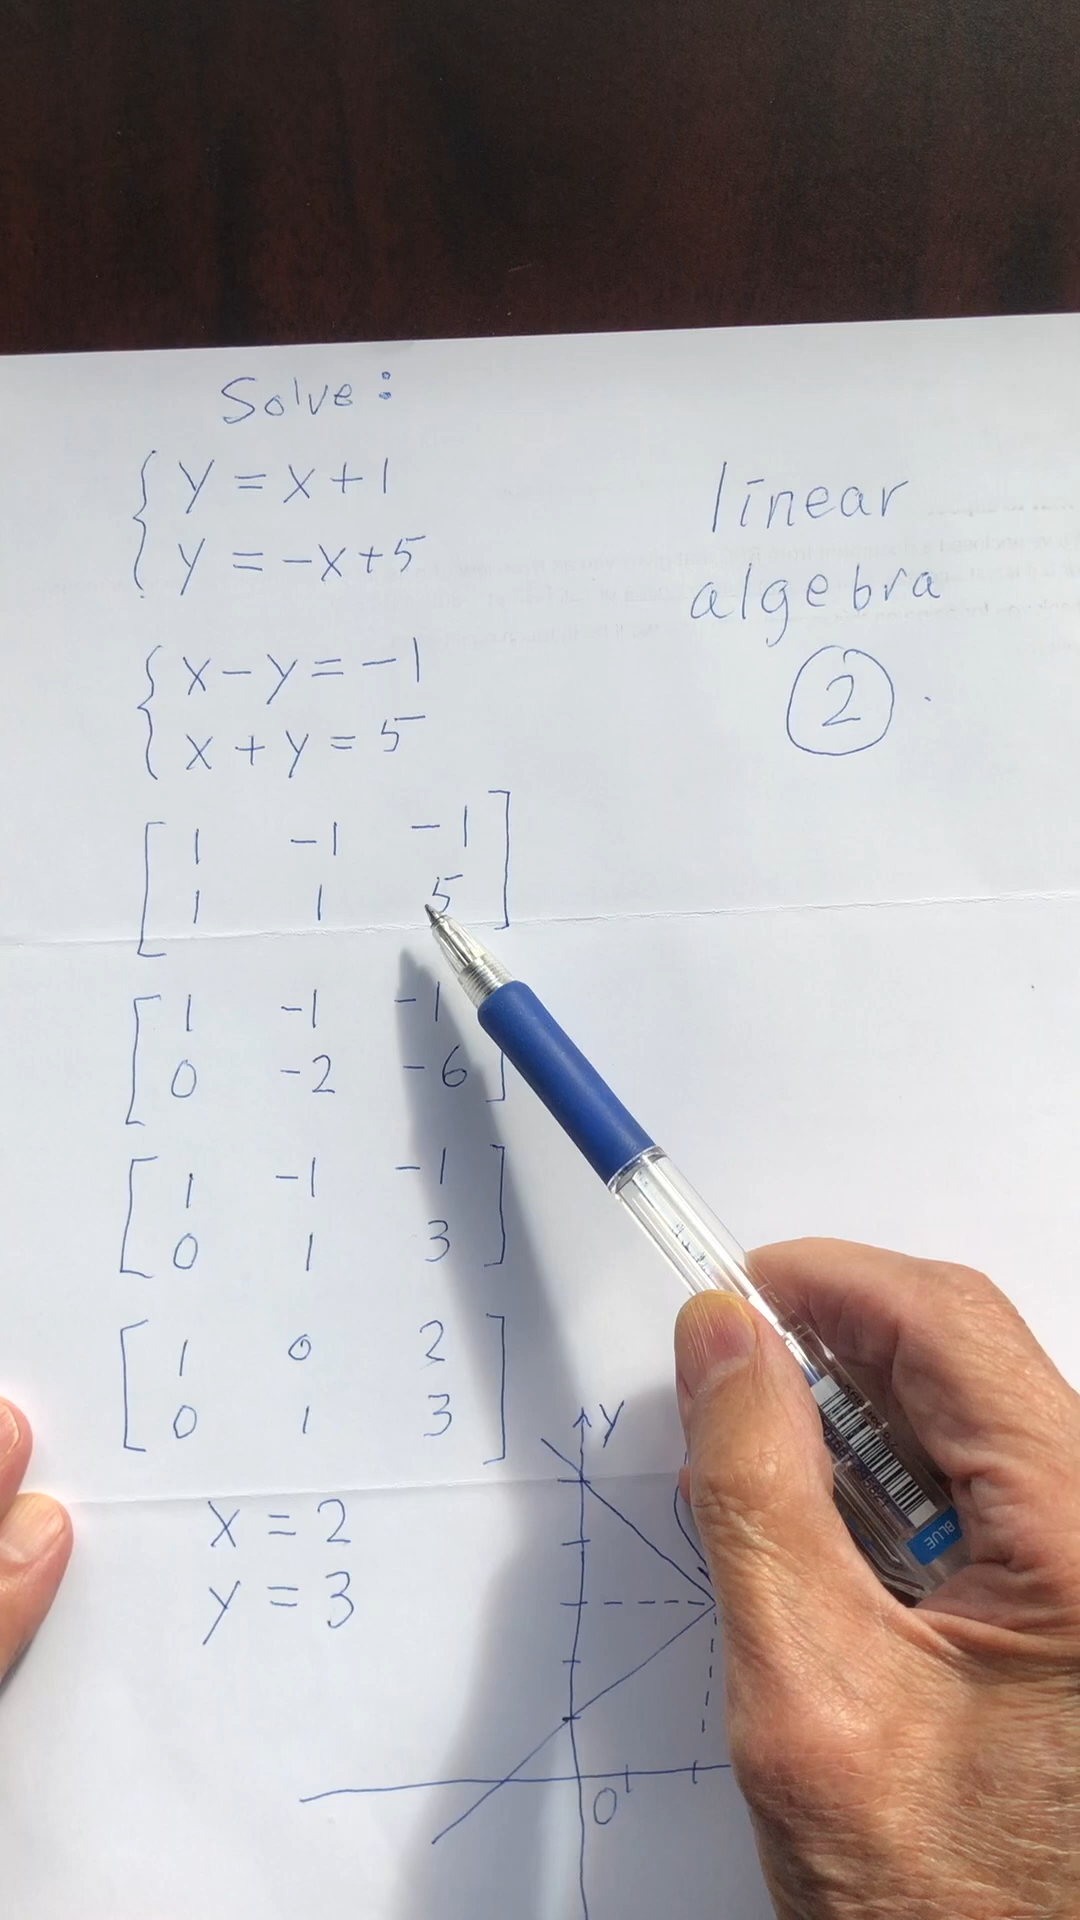 Solve:
y = x + 1
y = -x + 5
x - y = -1
x + y = 5
1 -1 -1
1 1 5
1 -1 -1
0 -2 -6
1 -1 -1
0 1 3
1 0 2
0 1 3
x = 2
y = 3
linear
algebra
2
y
0
BLUE